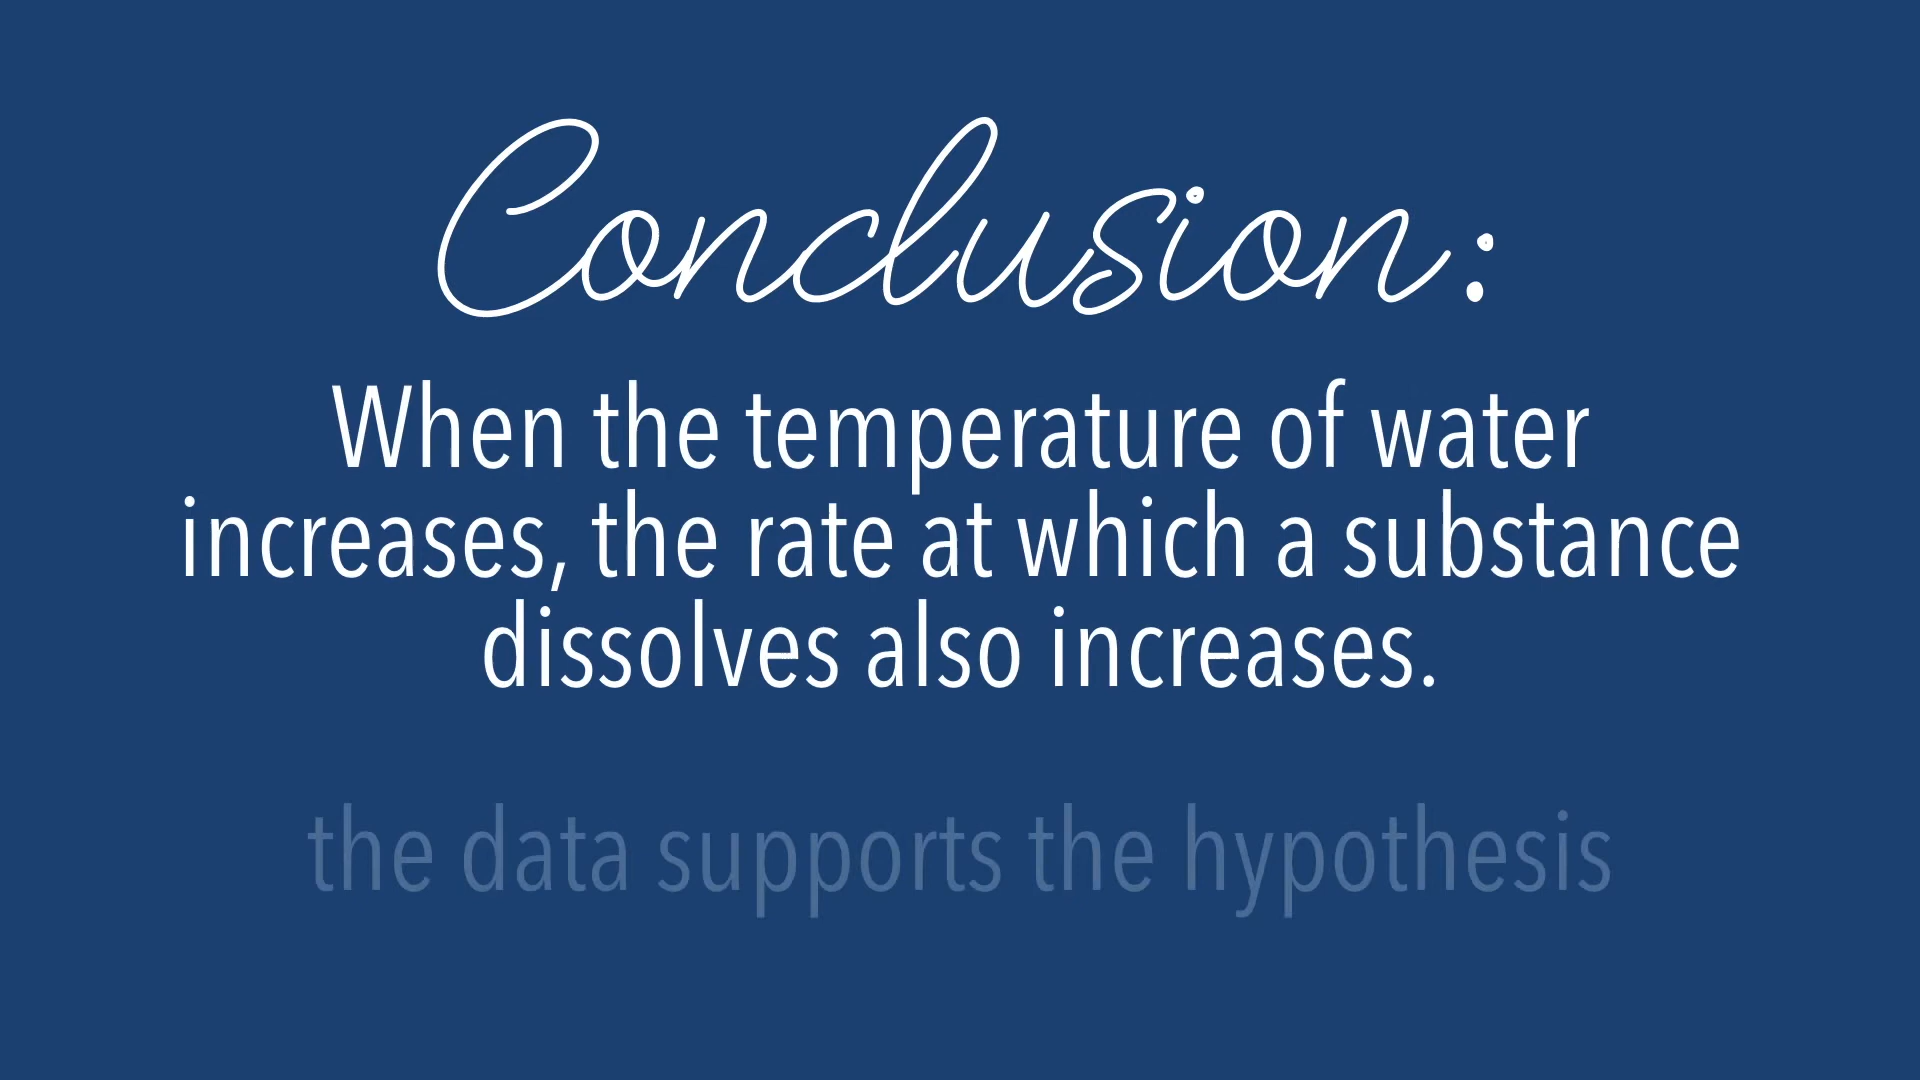 Conclusion:
When the temperature of water
increases, the rate at which a substance
dissolves also increases.
the data supports the hypothesis